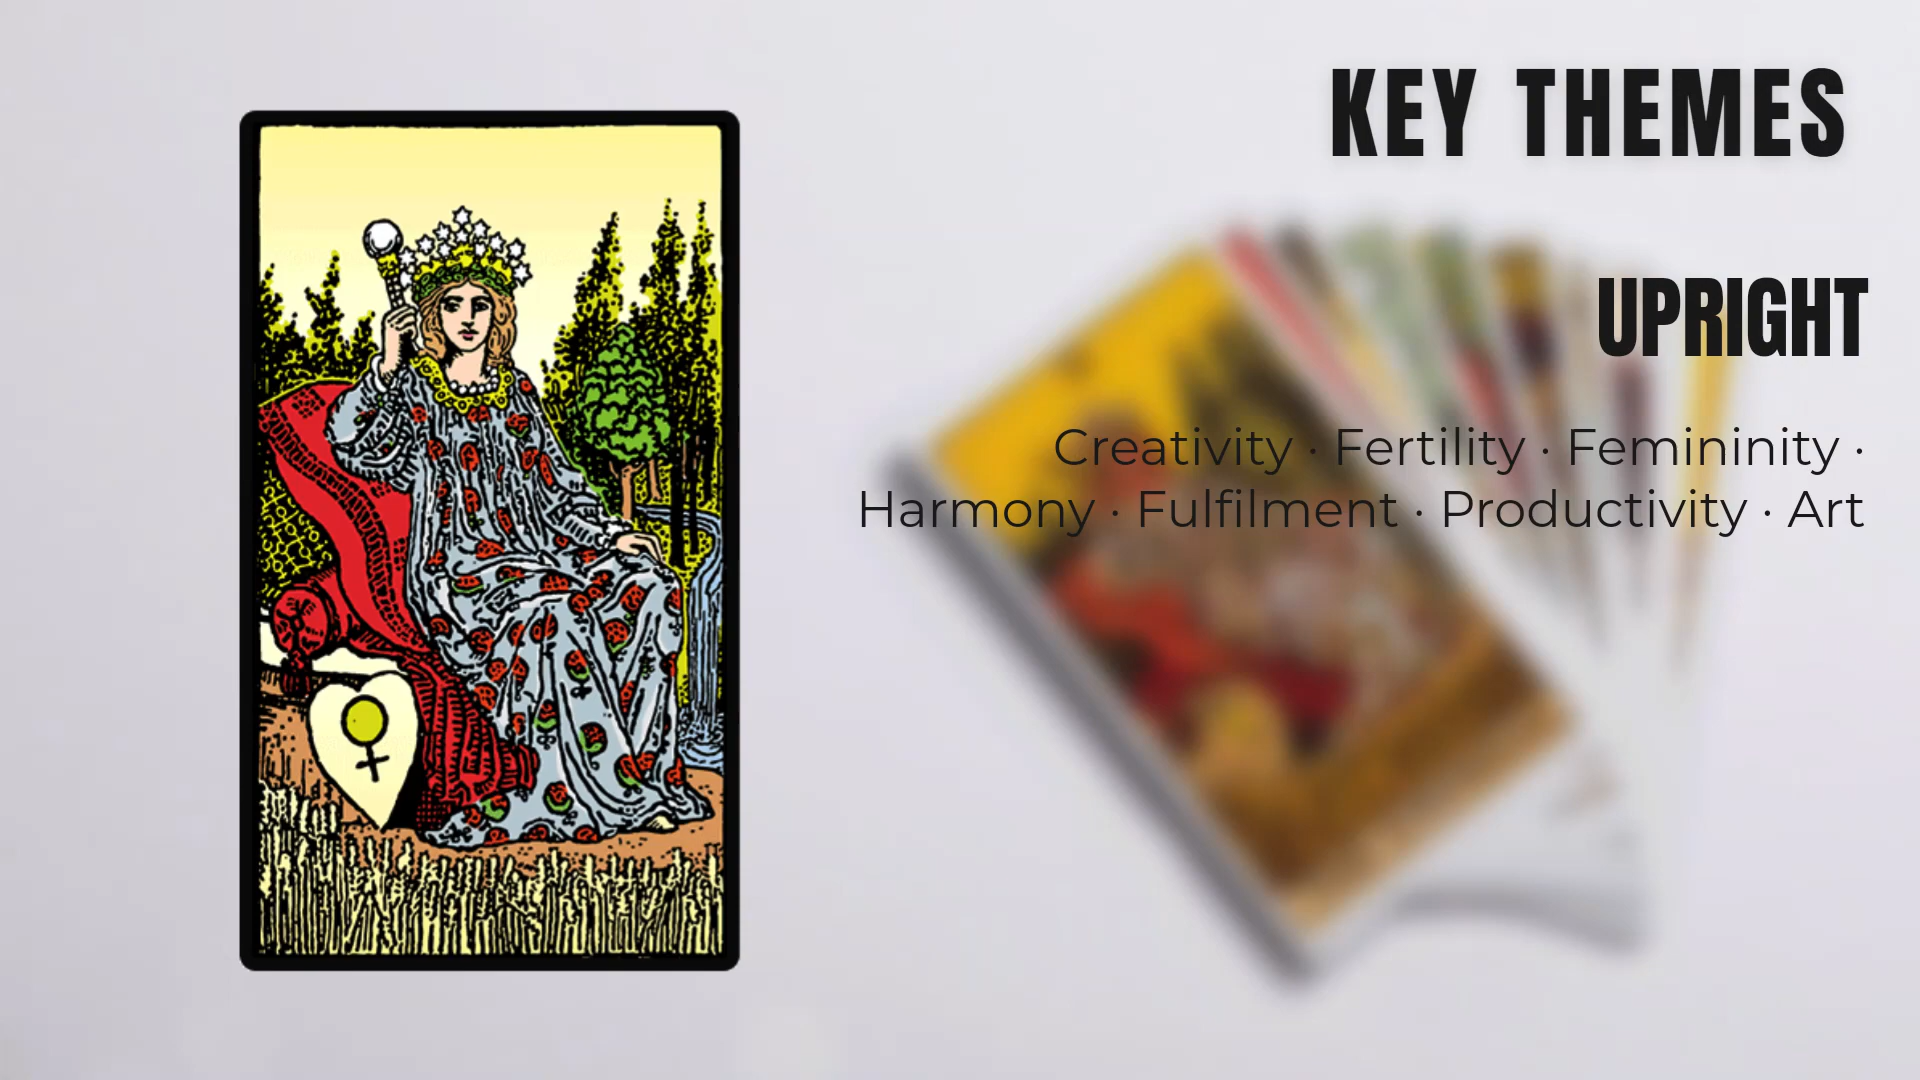 KEY THEMES
UPRIGHT
Creativity · Fertility · Femininity ·
Harmony · Fulfilment · Productivity · Art